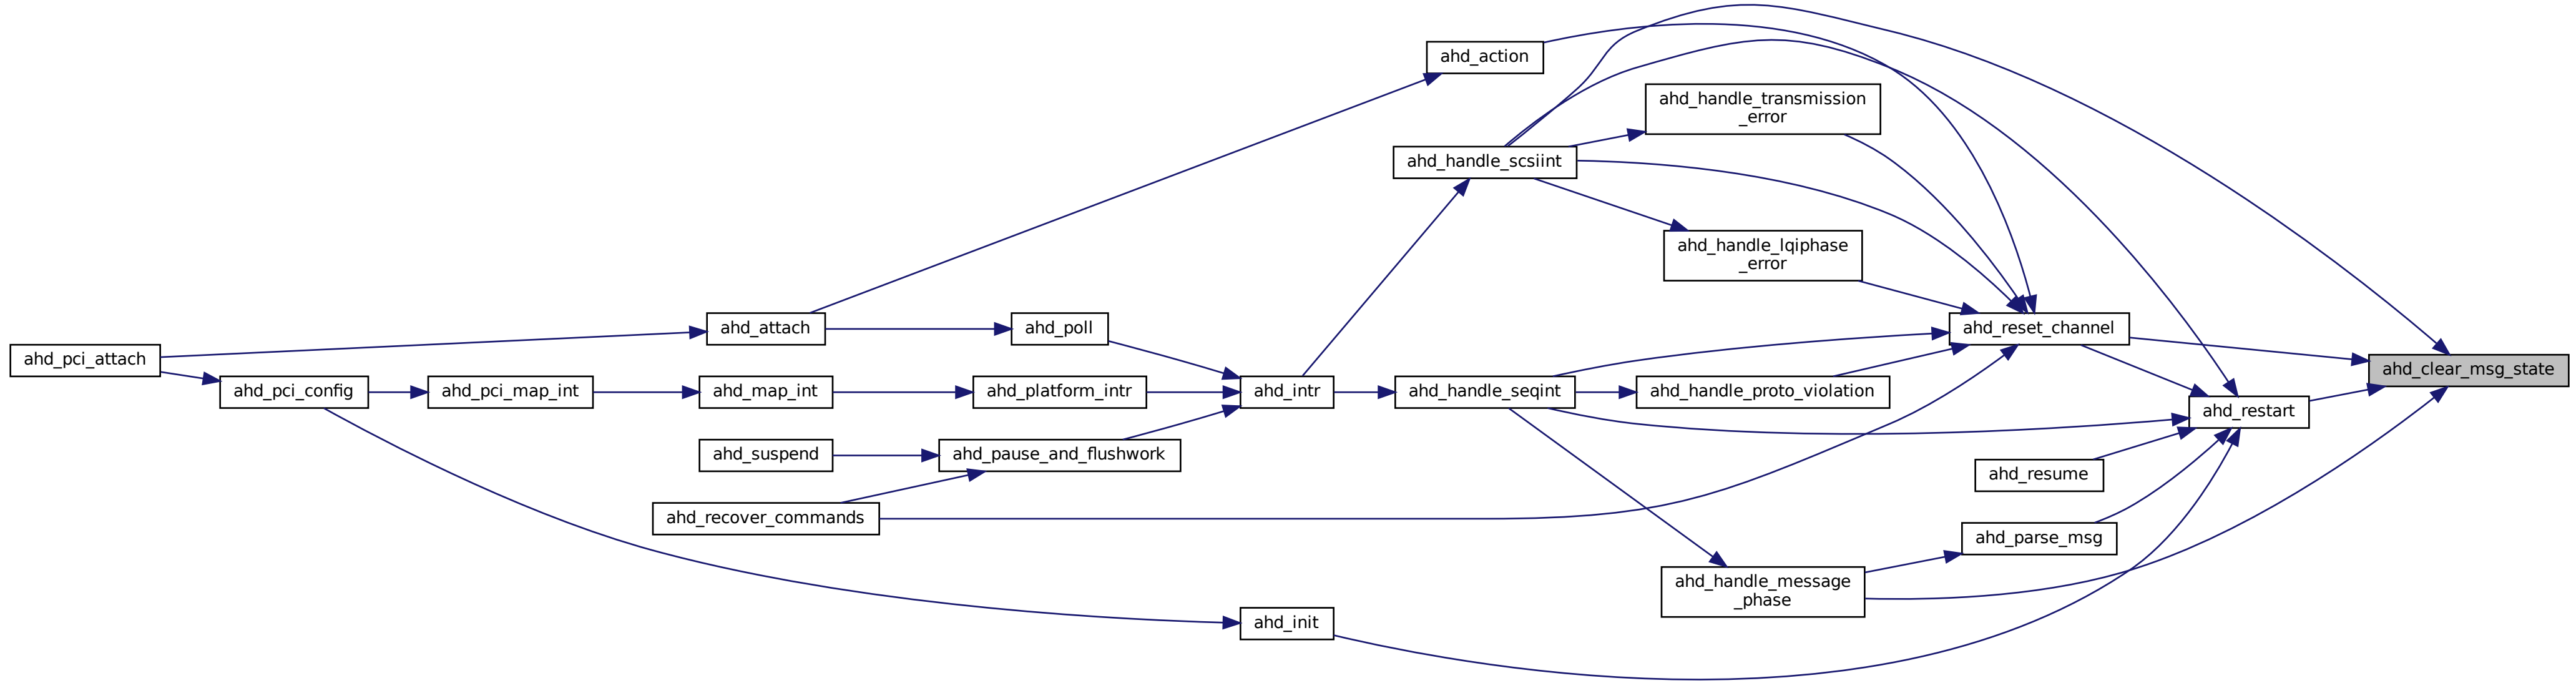 ahd_action
ahd_handle_transmission
_error
ahd_handle_scsiint
ahd_handle_lqiphase
_error
ahd_attach
ahd_poll
ahd_reset_channel
ahd_pci_attach
ahd_clear_msg_state
ahd_pci_config
ahd_pci_map_int
ahd_map_int
ahd_platform_intr
ahd_intr
ahd_handle_seqint
ahd_handle_proto_violation
ahd_restart
ahd_suspend
ahd_pause_and_flushwork
ahd_resume
ahd_recover_commands
ahd_parse_msg
ahd_handle_message
_phase
ahd_init